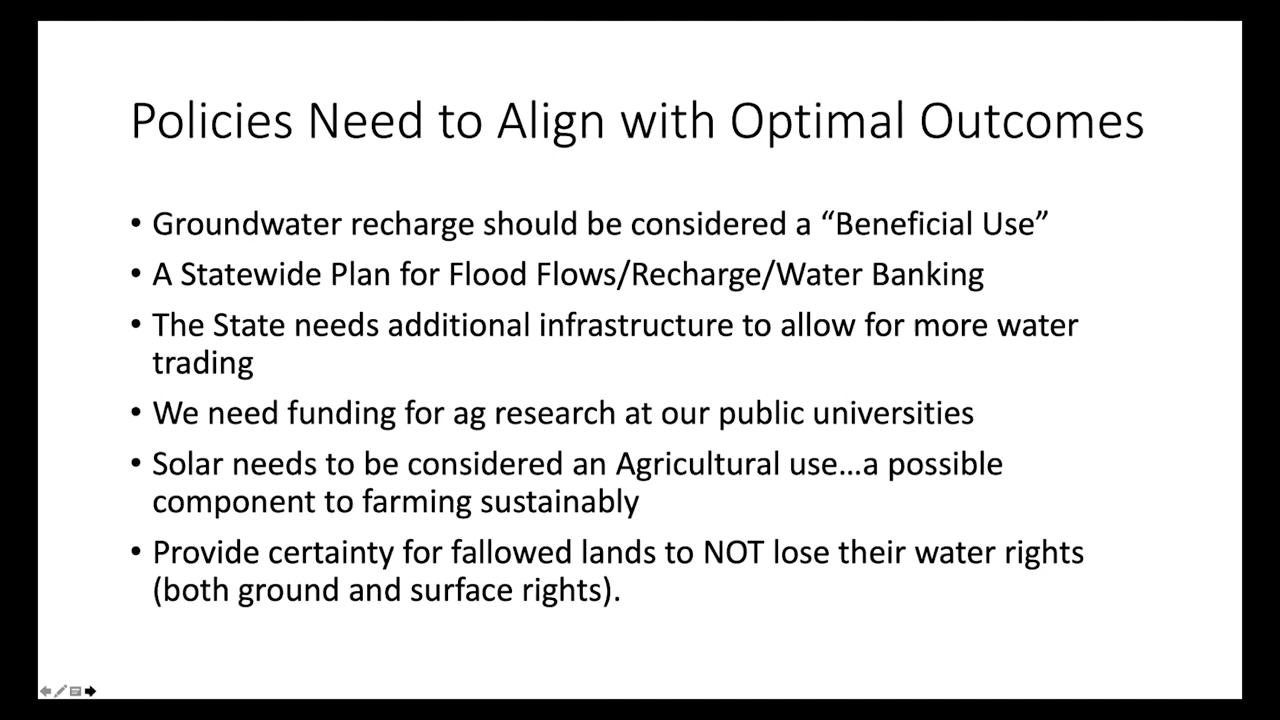 Policies Need to Align with Optimal Outcomes
• Groundwater recharge should be considered a “Beneficial Use”
• A Statewide Plan for Flood Flows/Recharge/Water Banking
• The State needs additional infrastructure to allow for more water
trading
• We need funding for ag research at our public universities
• Solar needs to be considered an Agricultural use…a possible
component to farming sustainably
• Provide certainty for fallowed lands to NOT lose their water rights
(both ground and surface rights).